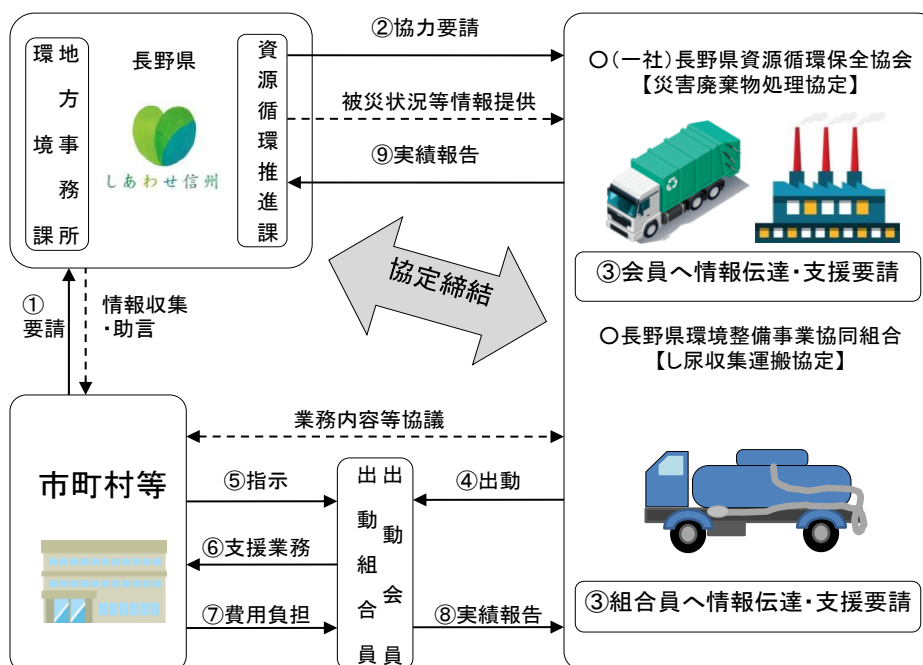 長野県
地方事務所
環境課
しあわせ信州
資源循環推進課
②協力要請
被災状況等情報提供
⑨実績報告
○(一社)長野県資源循環保全協会
【災害廃棄物処理協定】
③会員へ情報伝達・支援要請
協定締結
①
要請
情報収集
・助言
○長野県環境整備事業協同組合
【し尿収集運搬協定】
③組合員へ情報伝達・支援要請
業務内容等協議
市町村等
⑤指示
⑥支援業務
⑦費用負担
出動会員
出動組合員
④出動
⑧実績報告